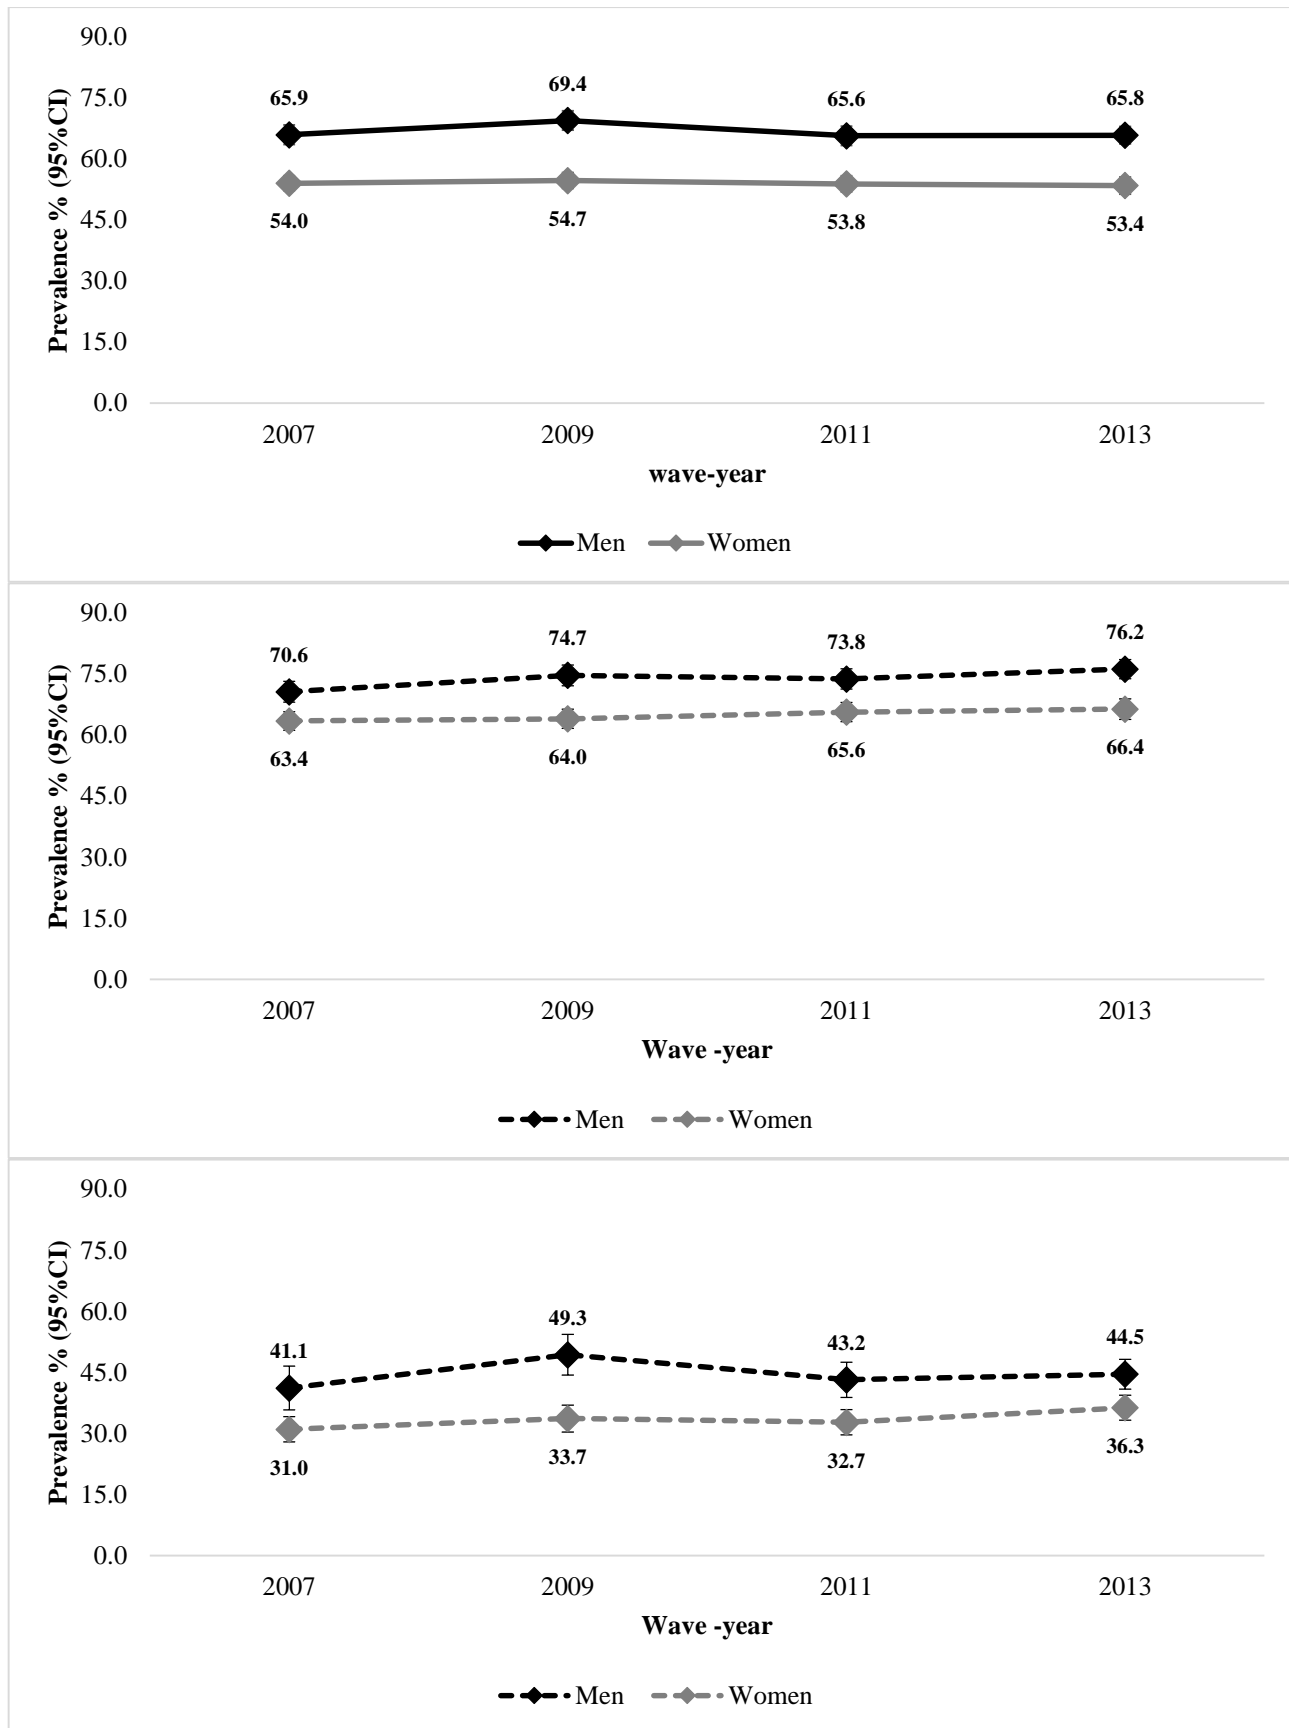 90.0
75.0
60.0
45.0
30.0
15.0
0.0
Prevalence % (95%CI)
65.9 69.4 65.6 65.8
54.0 54.7 53.8 53.4
2007 2009 2011 2013
wave-year
Men Women
90.0
75.0
60.0
45.0
30.0
15.0
0.0
Prevalence % (95%CI)
70.6 74.7 73.8 76.2
63.4 64.0 65.6 66.4
2007 2009 2011 2013
Wave -year
Men Women
90.0
75.0
60.0
45.0
30.0
15.0
0.0
Prevalence % (95%CI)
41.1 49.3 43.2 44.5
31.0 33.7 32.7 36.3
2007 2009 2011 2013
Wave -year
Men Women